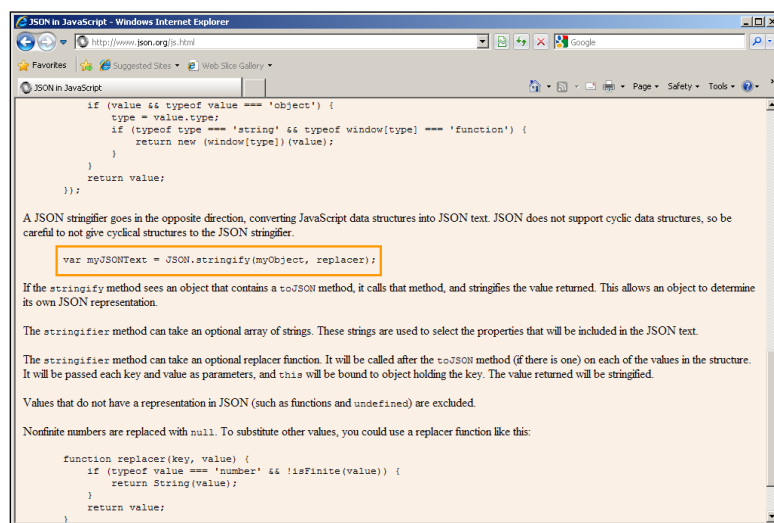 JSON in JavaScript - Windows Internet Explorer
http://www.json.org/js.html
Google
Favorites
Suggested Sites
Web Slice Gallery
JSON in JavaScript
Page
Safety
Tools
if (value && typeof value === 'object') {
type = value.type;
if (typeof type === 'string' && typeof window[type] === 'function') {
return new (window[type])(value);
}
}
return value;
});
A JSON stringifier goes in the opposite direction, converting JavaScript data structures into JSON text. JSON does not support cyclic data structures, so be
careful to not give cyclical structures to the JSON stringifier.
var myJSONText = JSON.stringify(myObject, replacer);
If the stringify method sees an object that contains a toJSON method, it calls that method, and stringifies the value returned. This allows an object to determine
its own JSON representation.
The stringifier method can take an optional array of strings. These strings are used to select the properties that will be included in the JSON text.
The stringifier method can take an optional replacer function. It will be called after the toJSON method (if there is one) on each of the values in the structure.
It will be passed each key and value as parameters, and this will be bound to object holding the key. The value returned will be stringified.
Values that do not have a representation in JSON (such as functions and undefined) are excluded.
Nonfinite numbers are replaced with null. To substitute other values, you could use a replacer function like this:
function replacer(key, value) {
if (typeof value === 'number' && !isFinite(value)) {
return String(value);
}
return value;
}